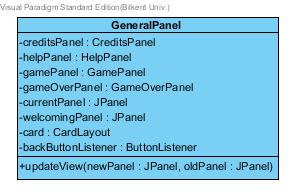 Visual Paradigm Standard Edition(Bilkent Univ.)
GeneralPanel
-creditsPanel : CreditsPanel
-helpPanel : HelpPanel
-gamePanel : GamePanel
-gameOverPanel : GameOverPanel
-currentPanel : JPanel
-welcomingPanel : JPanel
-card : CardLayout
-backButtonListener : ButtonListener
+updateView(newPanel : JPanel, oldPanel : JPanel)